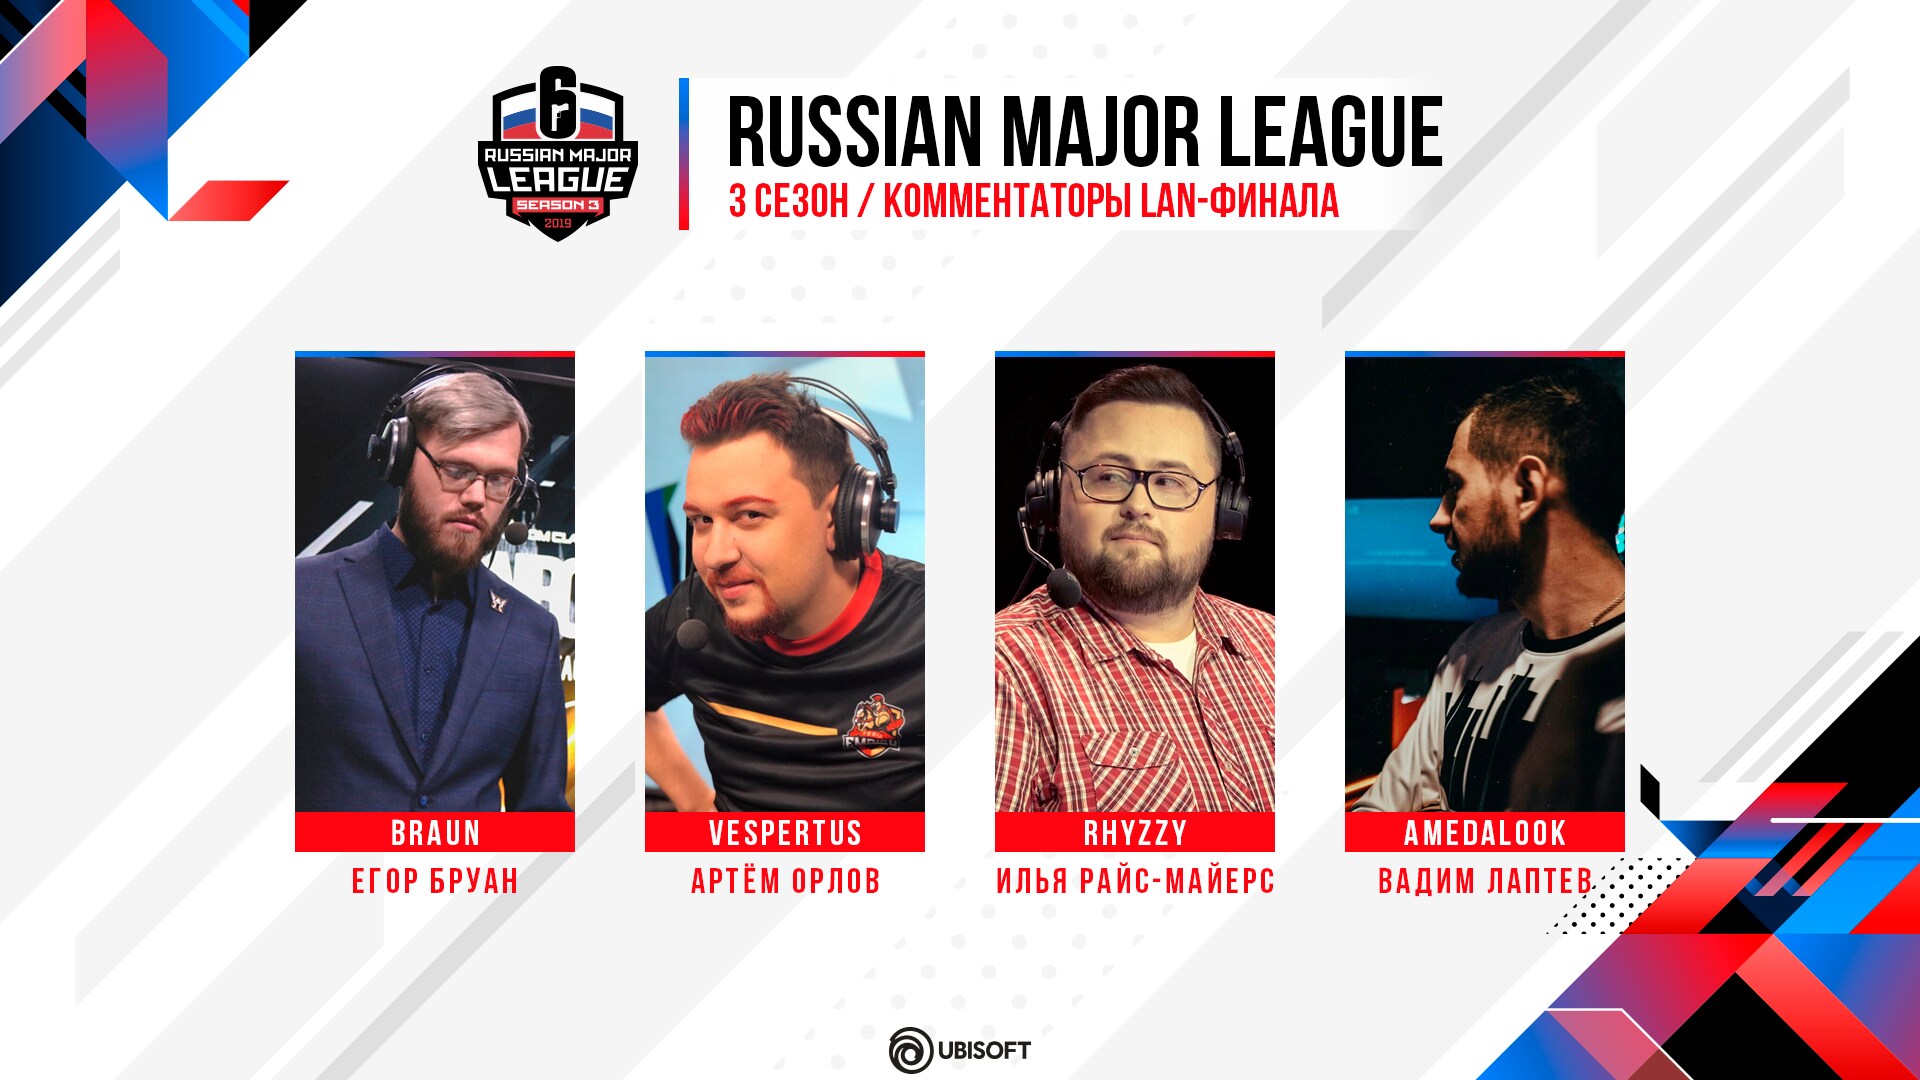 6
RUSSIAN MAJOR
LEAGUE
SEASON 3
2019
RUSSIAN MAJOR LEAGUE
3 СЕЗОН / КОММЕНТАТОРЫ LAN-ФИНАЛА
BRAUN
ЕГОР БРУАН
VESPERTUS
АРТЁМ ОРЛОВ
RHYZZY
ИЛЬЯ РАЙС-МАЙЕРС
AMEDALOOK
ВАДИМ ЛАПТЕВ
UBISOFT